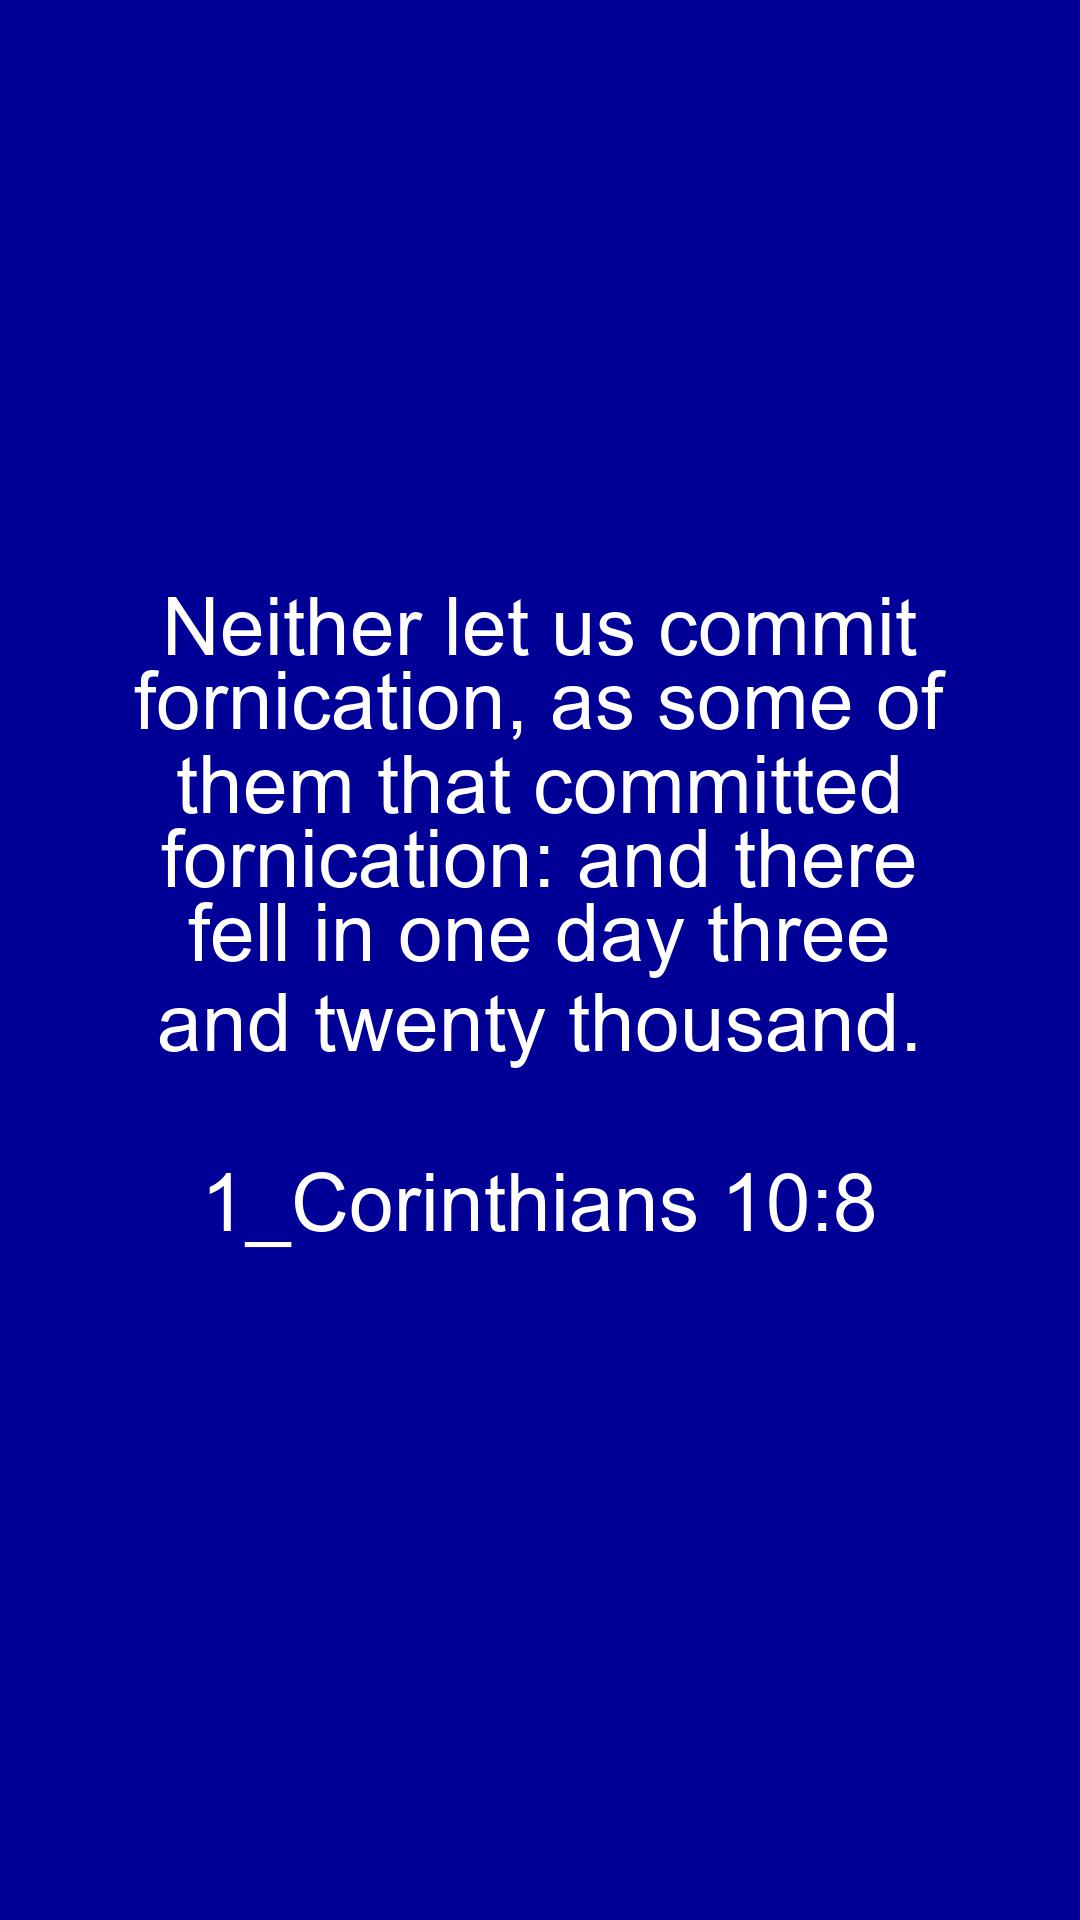 Neither let us commit
fornication, as some of
them that committed
fornication: and there
fell in one day three
and twenty thousand.
1_Corinthians 10:8